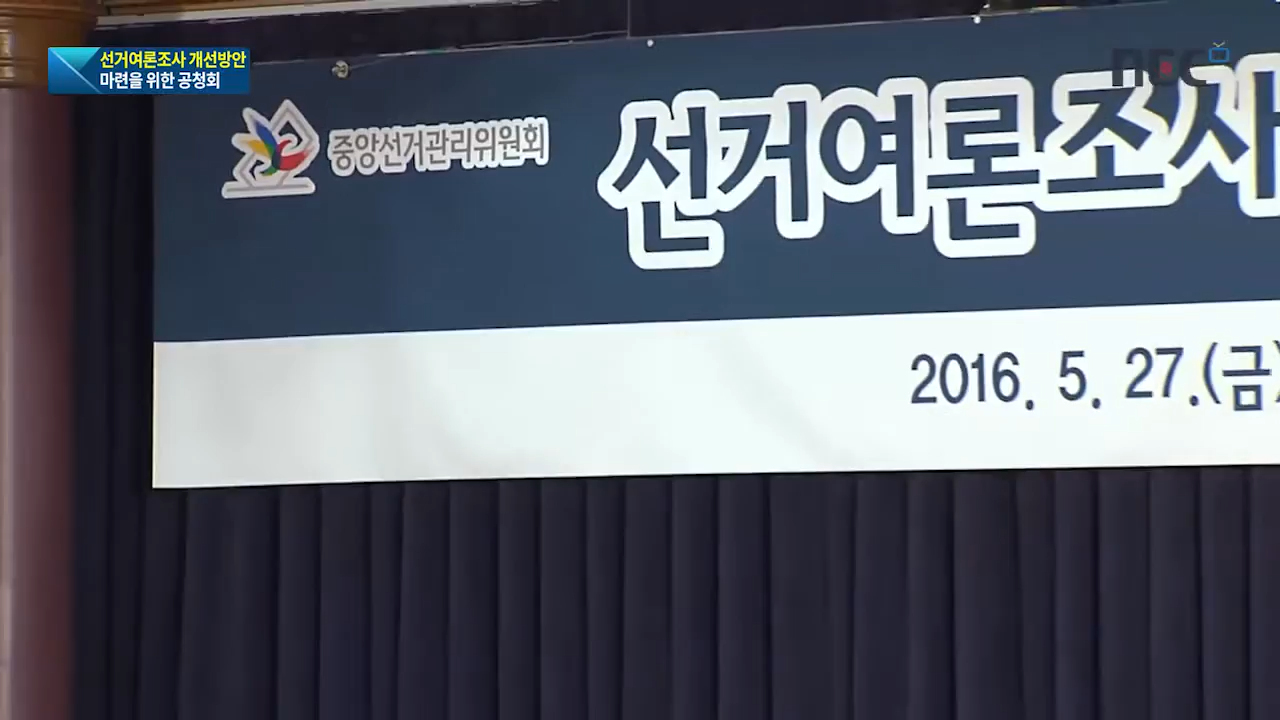 선거여론조사 개선방안
마련을 위한 공청회
중앙선거관리위원회
선거여론조사
2016. 5. 27.(금)